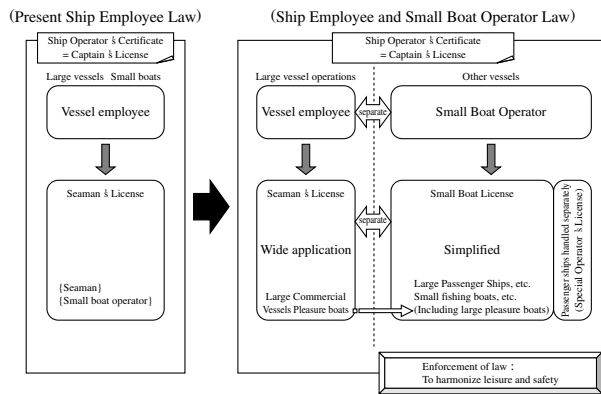 (Present Ship Employee Law)
Ship Operator š Certificate
= Captain š License
Large vessels Small boats
Vessel employee
Seaman š License
{Seaman}
{Small boat operator}
(Ship Employee and Small Boat Operator Law)
Ship Operator š Certificate
= Captain š License
Large vessel operations
Other vessels
Vessel employee
separate
Small Boat Operator
Seaman š License
Small Boat License
separate
Wide application
Simplified
Large Commercial
Vessels Pleasure boats
Large Passenger Ships, etc.
Small fishing boats, etc.
(Including large pleasure boats)
Passenger ships handled separately
(Special Operator š License)
Enforcement of law :
To harmonize leisure and safety